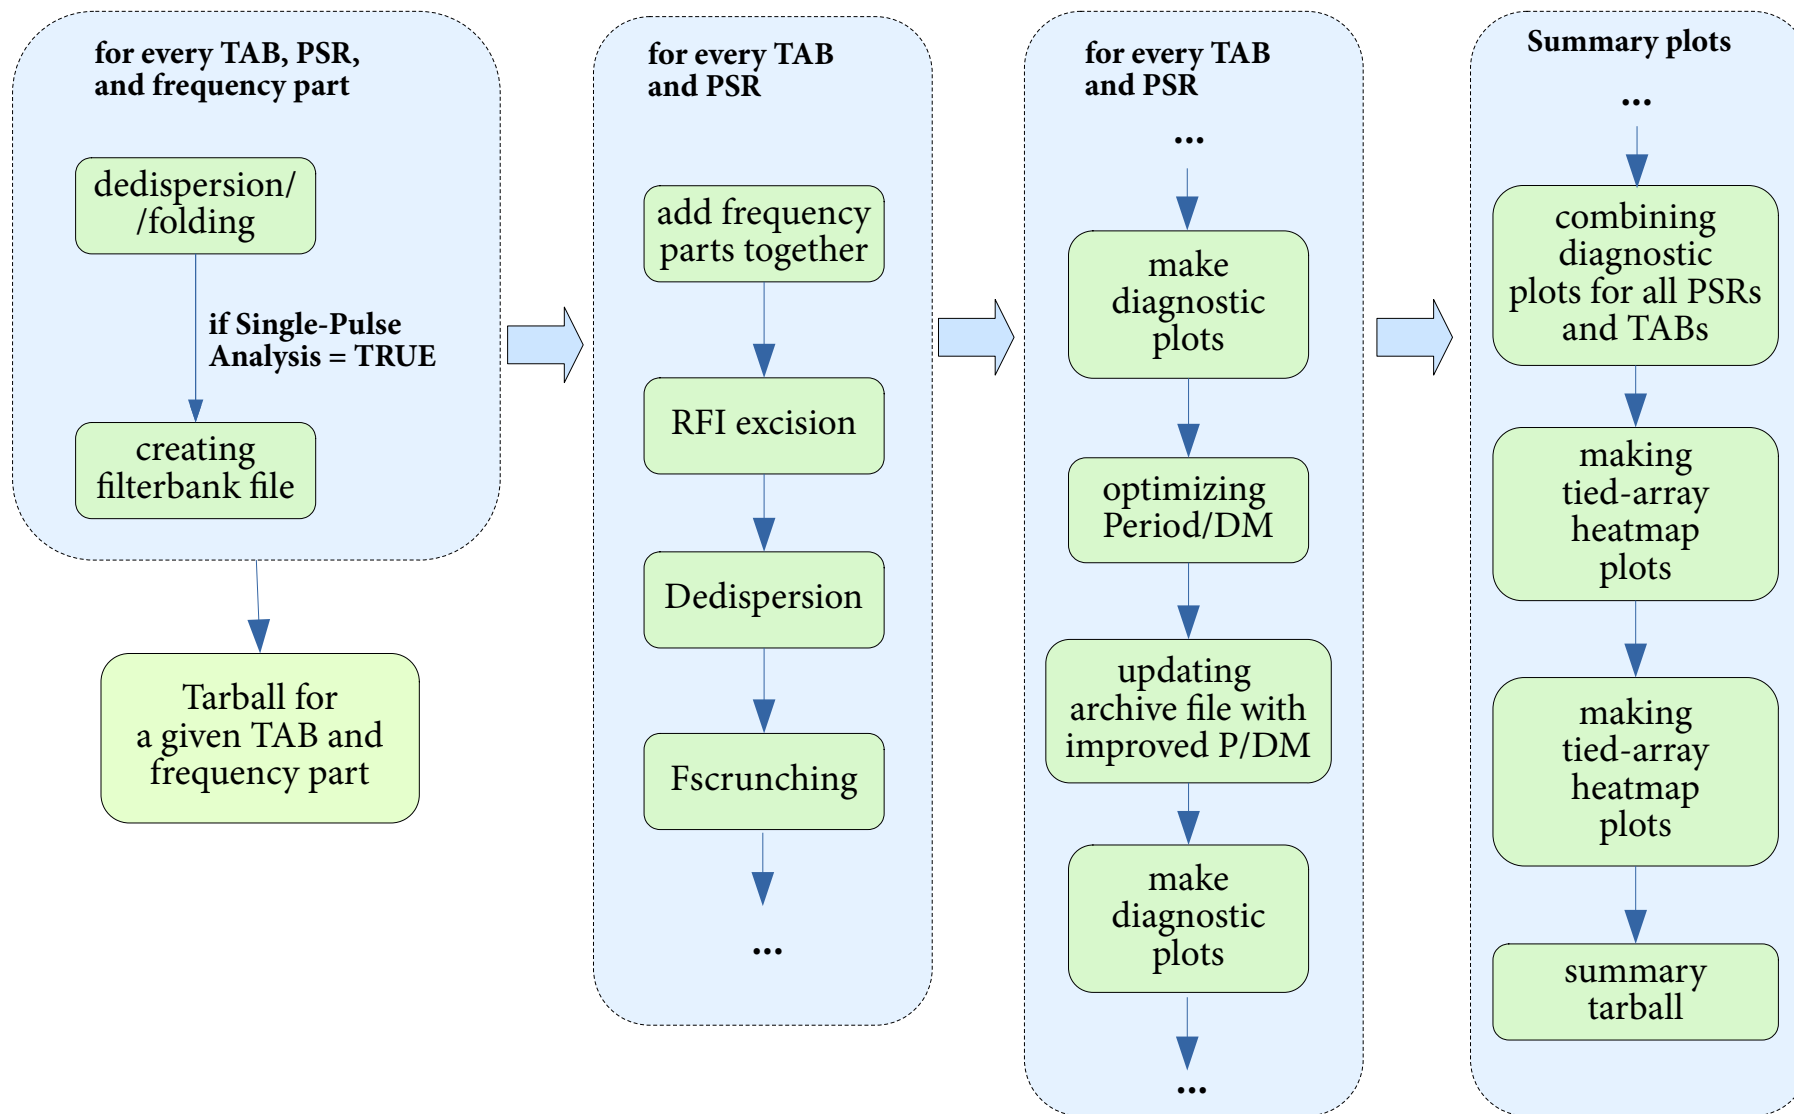 for every TAB, PSR,
and frequency part
dedispersion/
/folding
if Single-Pulse
Analysis = TRUE
creating
filterbank file
Tarball for
a given TAB and
frequency part
for every TAB
and PSR
add frequency
parts together
RFI excision
Dedispersion
Fscrunching
...
for every TAB
and PSR
...
make
diagnostic
plots
optimizing
Period/DM
updating
archive file with
improved P/DM
make
diagnostic
plots
...
Summary plots
...
combining
diagnostic
plots for all PSRs
and TABs
making
tied-array
heatmap
plots
making
tied-array
heatmap
plots
summary
tarball